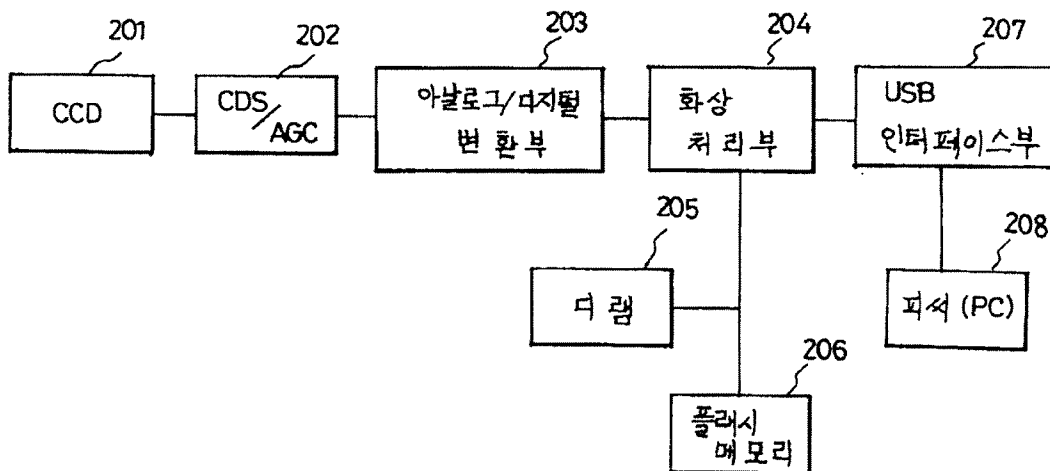 201
202
203
204
207
CCD
CDS/
AGC
아날로그/디지털
변환부
화상
처리부
USB
인터페이스부
205
208
디램
피씨(PC)
206
플래시
메모리